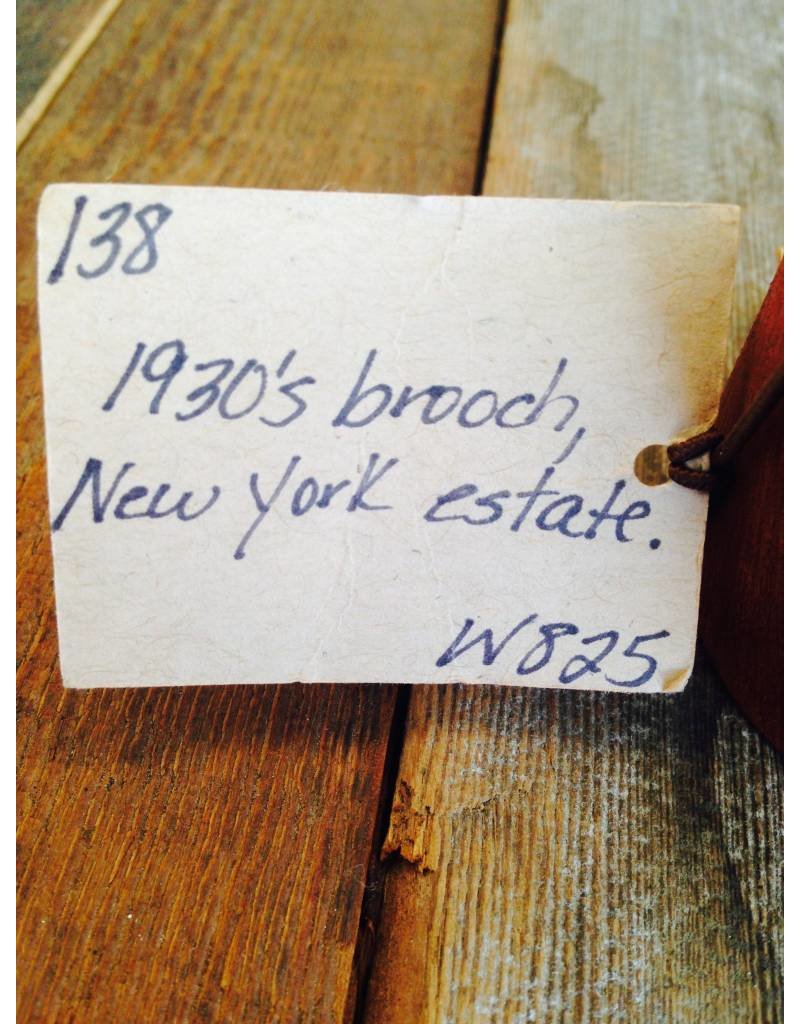 138
1930's brooch,
New York estate.
W825